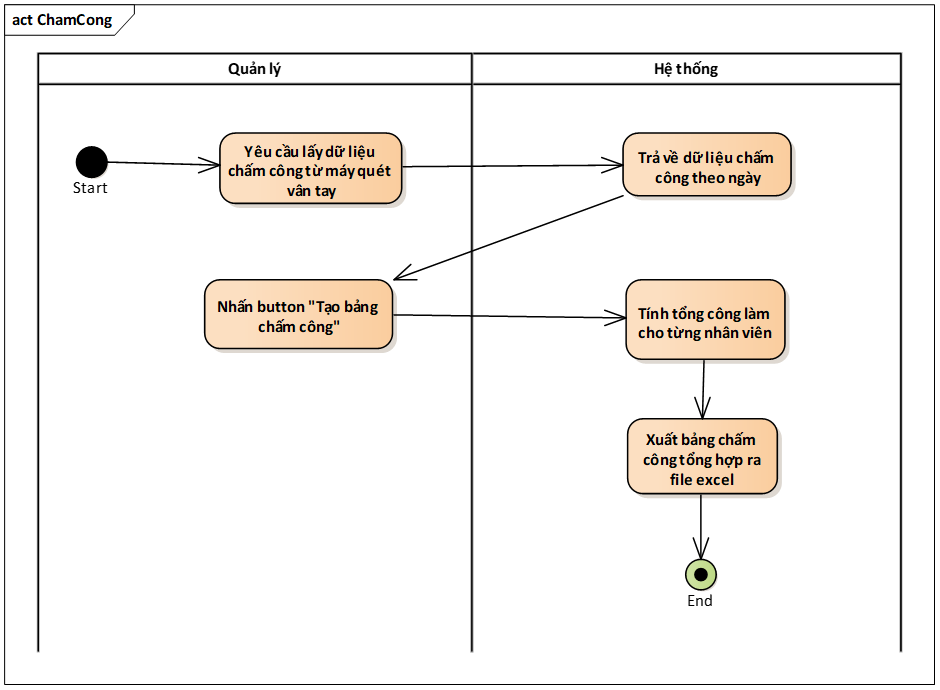 act ChamCong
Quản lý
Hệ thống
Start
Yêu cầu lấy dữ liệu
chấm công từ máy quét
vân tay
Trả về dữ liệu chấm
công theo ngày
Nhấn button "Tạo bảng
chấm công"
Tính tổng công làm
cho từng nhân viên
Xuất bảng chấm
công tổng hợp ra
file excel
End